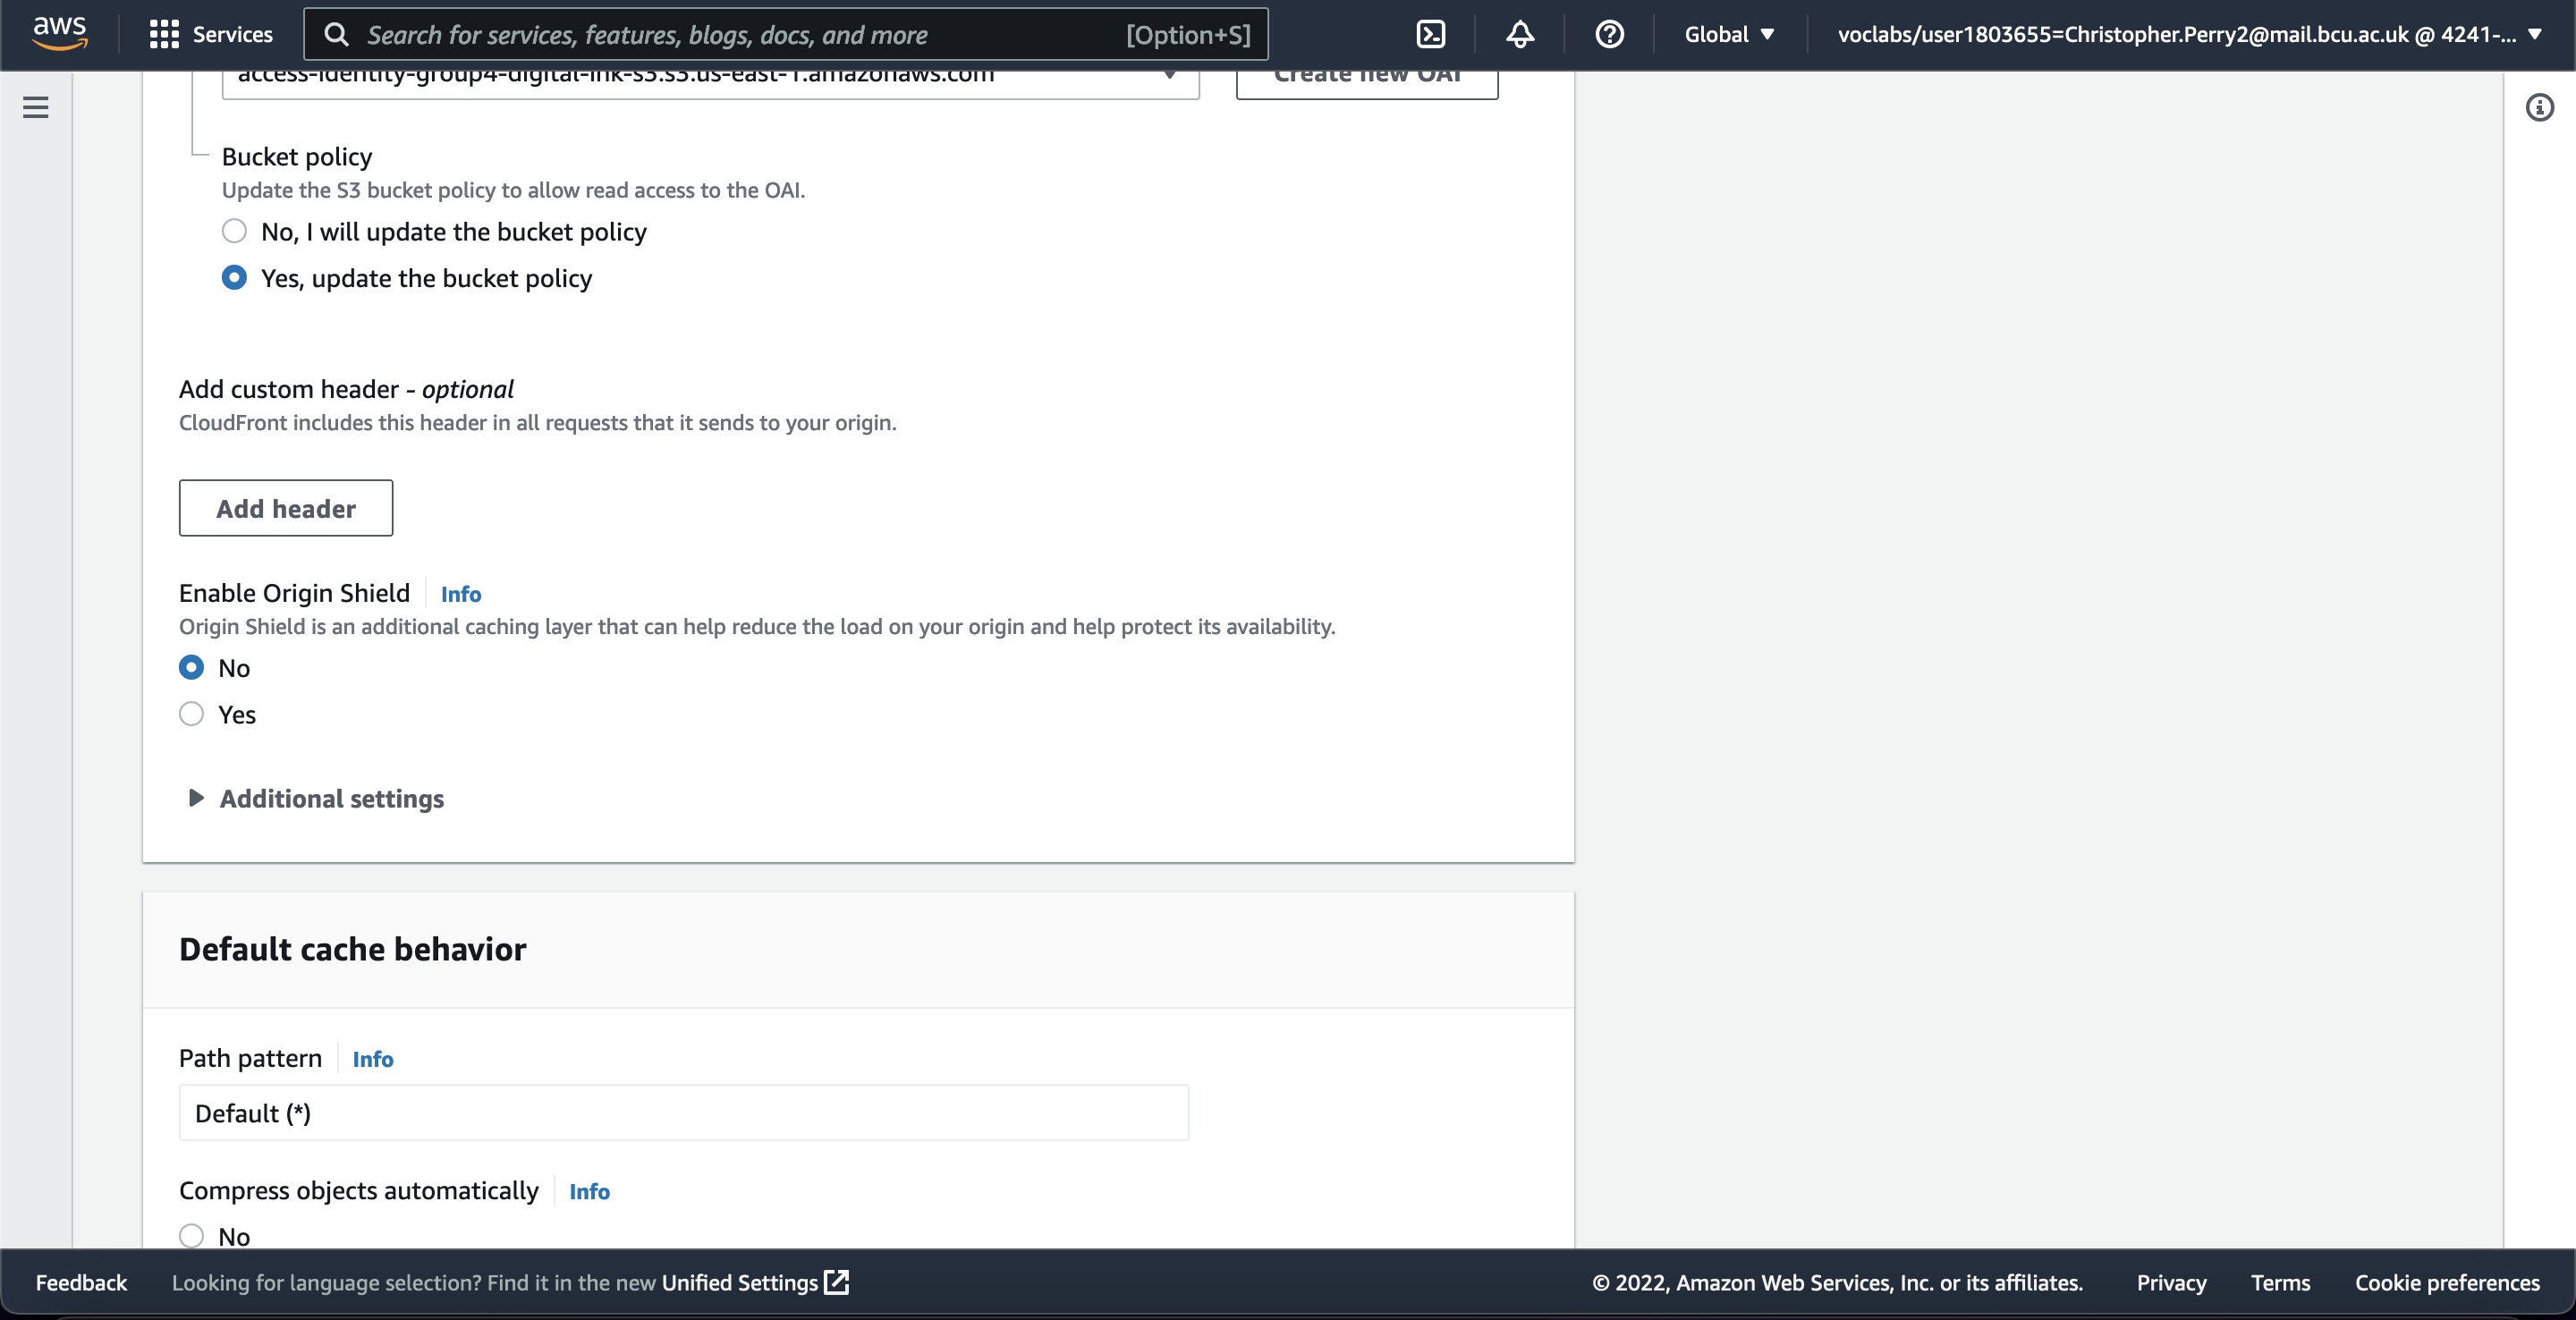 aws
Services
Search for services, features, blogs, docs, and more
[Option+S]
Global
voclabs/user1803655=Christopher.Perry2@mail.bcu.ac.uk @ 4241-...
access-identity-group4-digital-ink-s3.s3.us-east-1.amazonaws.com
Create new OAI
Bucket policy
Update the S3 bucket policy to allow read access to the OAI.
No, I will update the bucket policy
Yes, update the bucket policy
Add custom header - optional
CloudFront includes this header in all requests that it sends to your origin.
Add header
Enable Origin Shield
Info
Origin Shield is an additional caching layer that can help reduce the load on your origin and help protect its availability.
No
Yes
Additional settings
Default cache behavior
Path pattern
Info
Default (*)
Compress objects automatically
Info
No
Feedback
Looking for language selection? Find it in the new Unified Settings
© 2022, Amazon Web Services, Inc. or its affiliates.
Privacy
Terms
Cookie preferences